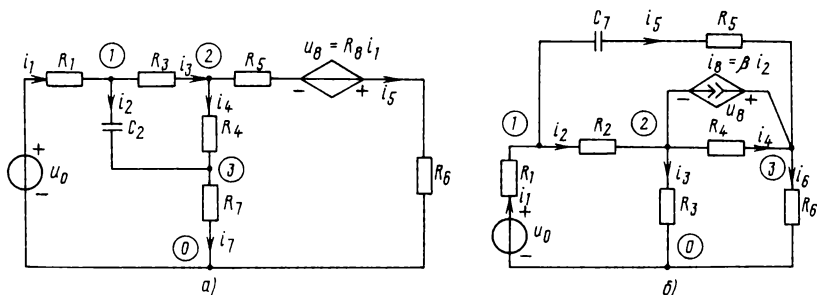 i₁ R₁ ① R₃ i₃ ② R₅ u₈ = R₈ i₁
− + i₅
i₂ i₄
C₂ R₄
③
+ u₀ − R₇ R₆
⓪ i₇
а)
C₇ i₅ R₅
i₈ = β i₂
− u₈ +
① i₂ R₂ ② R₄ i₄
③
R₁ i₃ i₆
i₁ R₃ R₆
+ u₀ −
⓪
б)